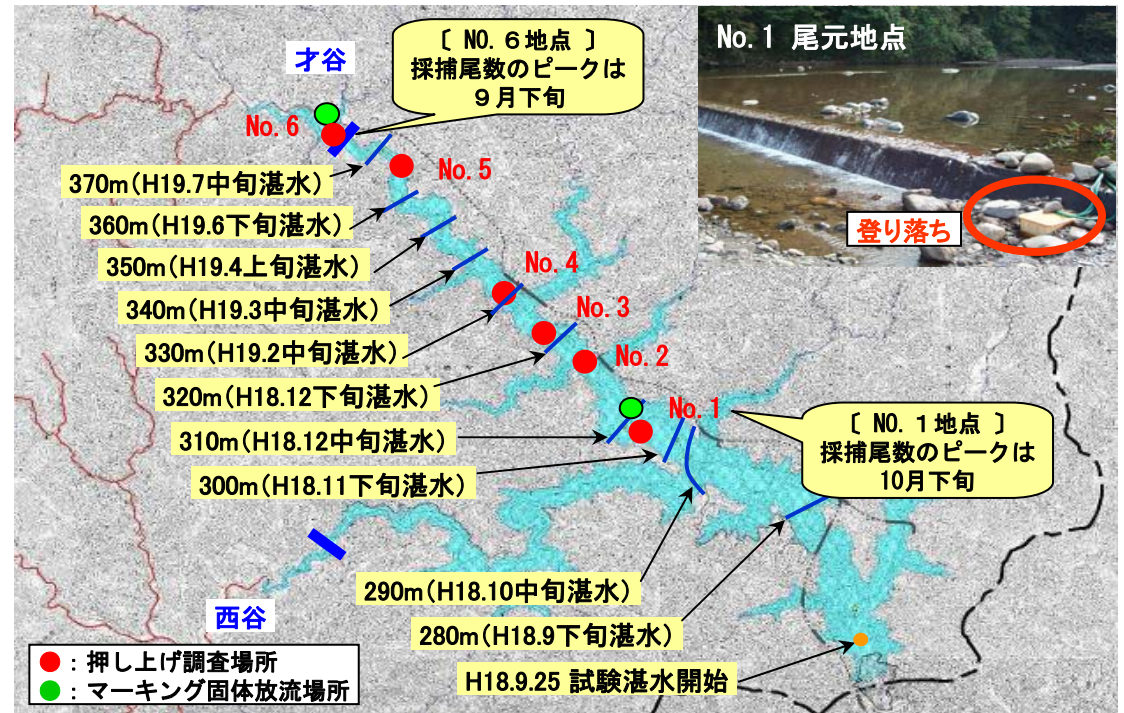 才谷
〔 NO．６地点 〕
採捕尾数のピークは
９月下旬
No.1 尾元地点
登り落ち
No.6
No.5
No.4
No.3
No.2
No.1
370m(H19.7中旬湛水)
360m(H19.6下旬湛水)
350m(H19.4上旬湛水)
340m(H19.3中旬湛水)
330m(H19.2中旬湛水)
320m(H18.12下旬湛水)
310m(H18.12中旬湛水)
300m(H18.11下旬湛水)
〔 NO．１地点 〕
採捕尾数のピークは
10月下旬
290m(H18.10中旬湛水)
280m(H18.9下旬湛水)
H18.9.25 試験湛水開始
西谷
：押し上げ調査場所
：マーキング固体放流場所